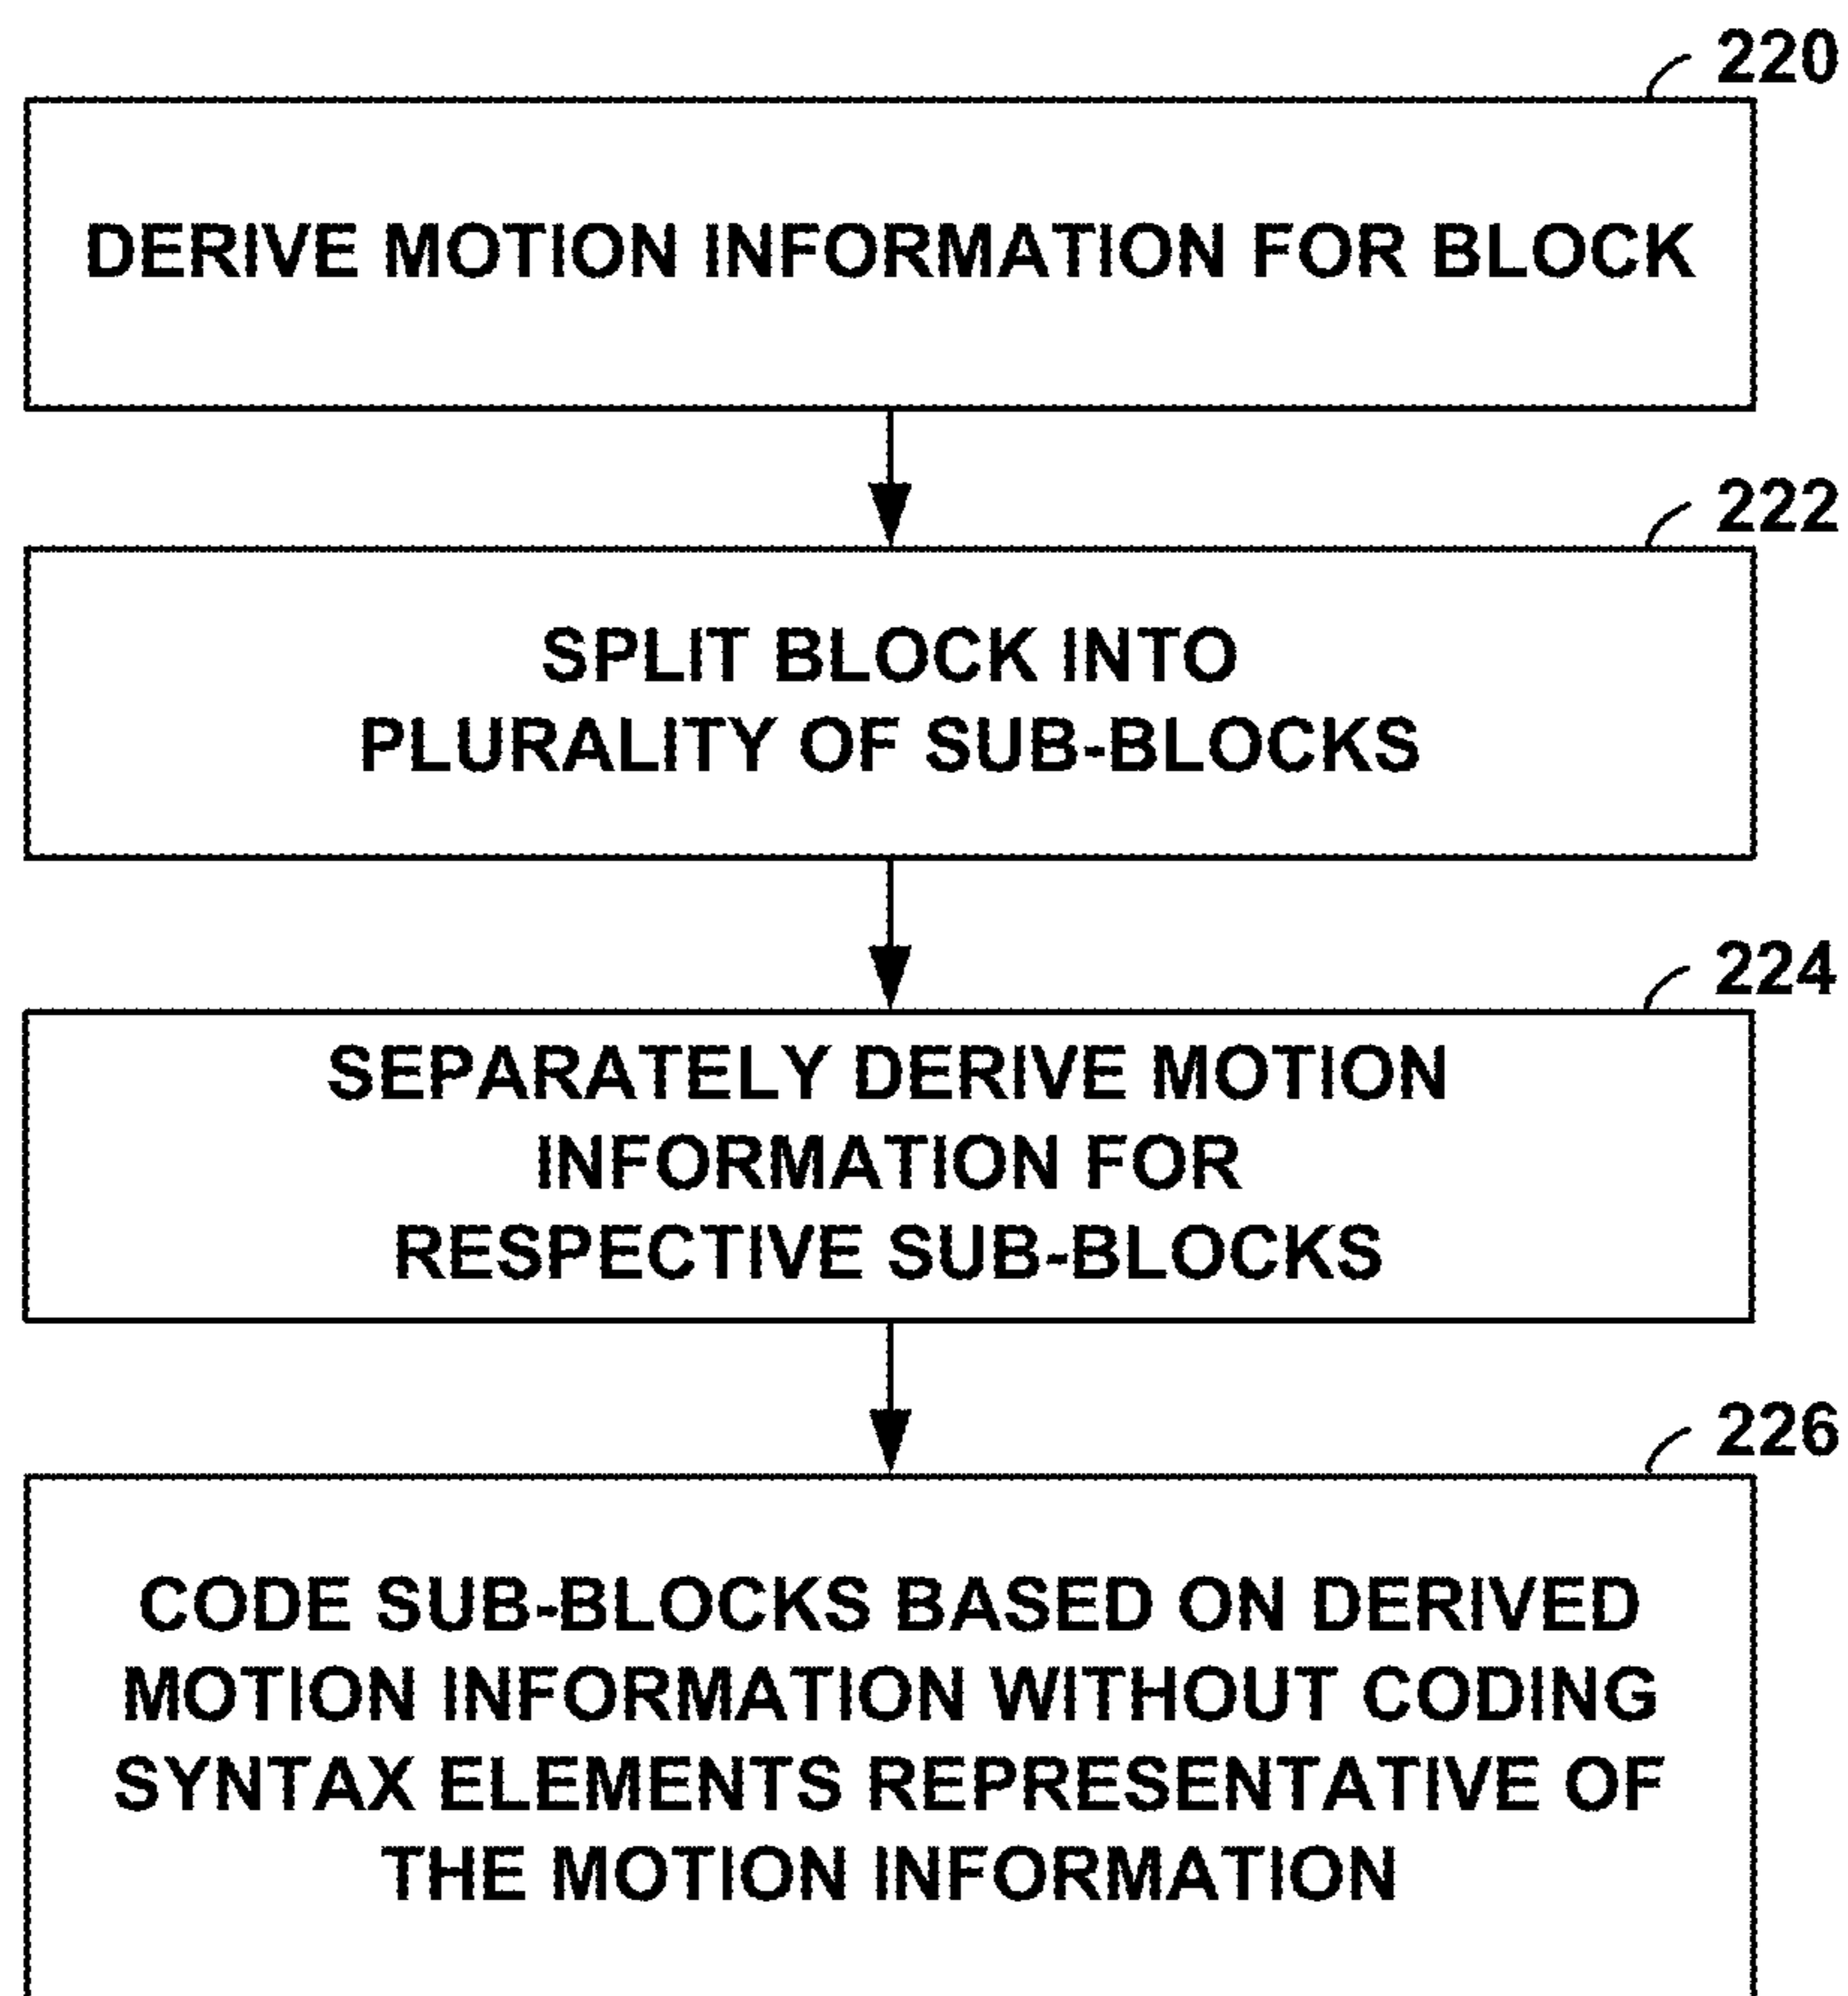 220
DERIVE MOTION INFORMATION FOR BLOCK
222
SPLIT BLOCK INTO
PLURALITY OF SUB-BLOCKS
224
SEPARATELY DERIVE MOTION
INFORMATION FOR
RESPECTIVE SUB-BLOCKS
226
CODE SUB-BLOCKS BASED ON DERIVED
MOTION INFORMATION WITHOUT CODING
SYNTAX ELEMENTS REPRESENTATIVE OF
THE MOTION INFORMATION